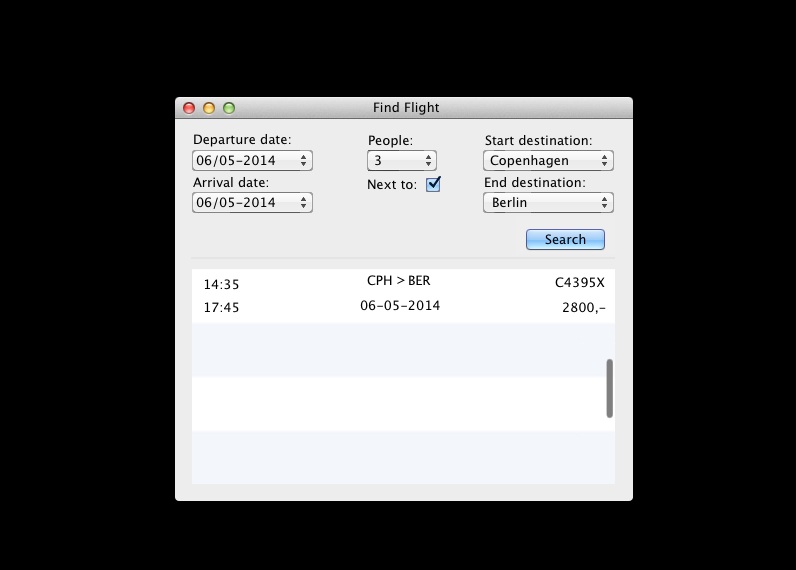 Find Flight
Departure date: People: Start destination:
06/05-2014 3 Copenhagen
Arrival date: Next to: End destination:
06/05-2014 Berlin
Search
14:35 CPH > BER C4395X
17:45 06-05-2014 2800,-